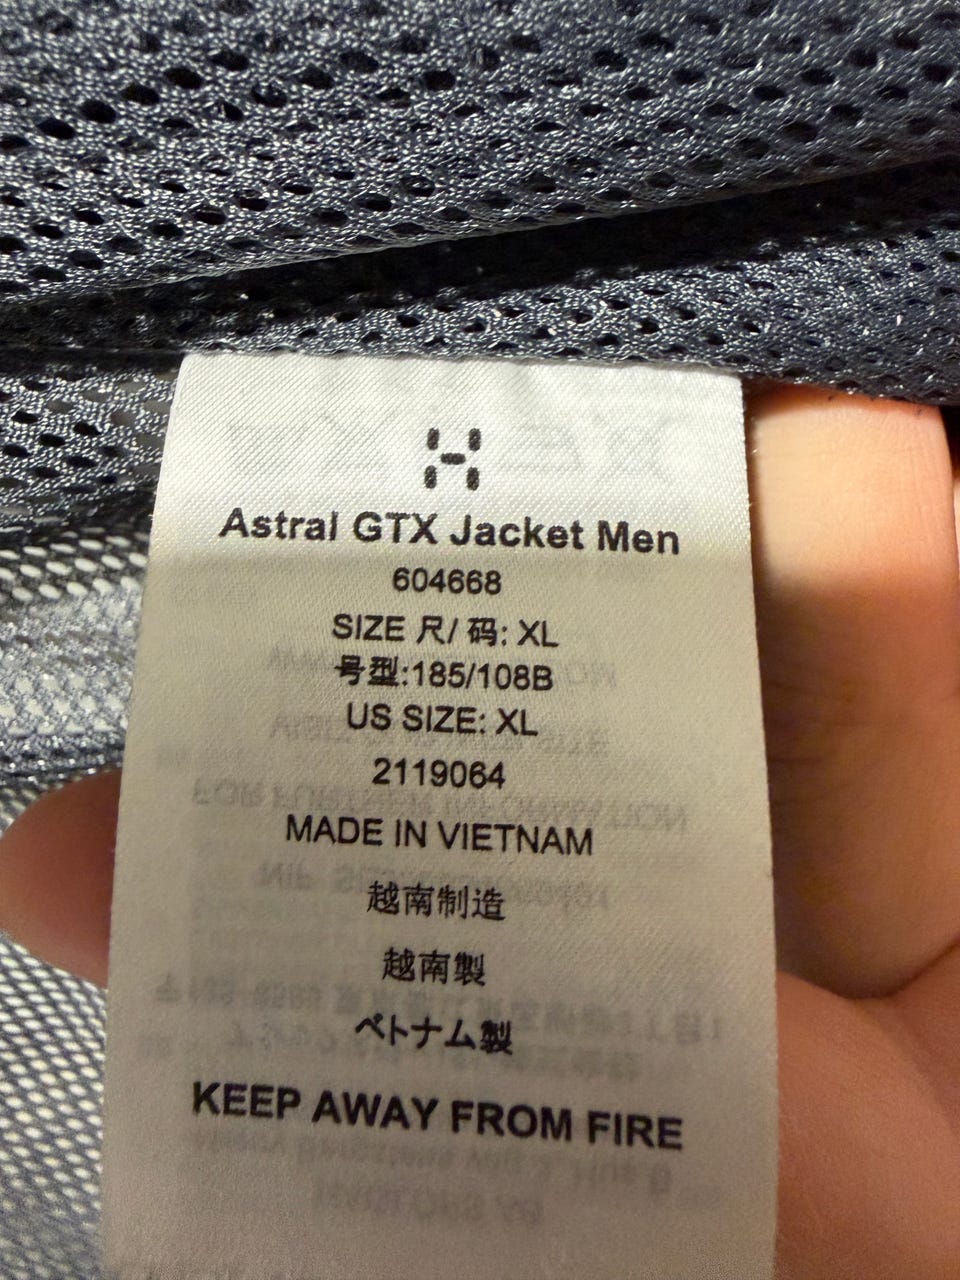 Astral GTX Jacket Men
604668
SIZE 尺/ 码: XL
号型:185/108B
US SIZE: XL
2119064
MADE IN VIETNAM
越南制造
越南製
ベトナム製
KEEP AWAY FROM FIRE